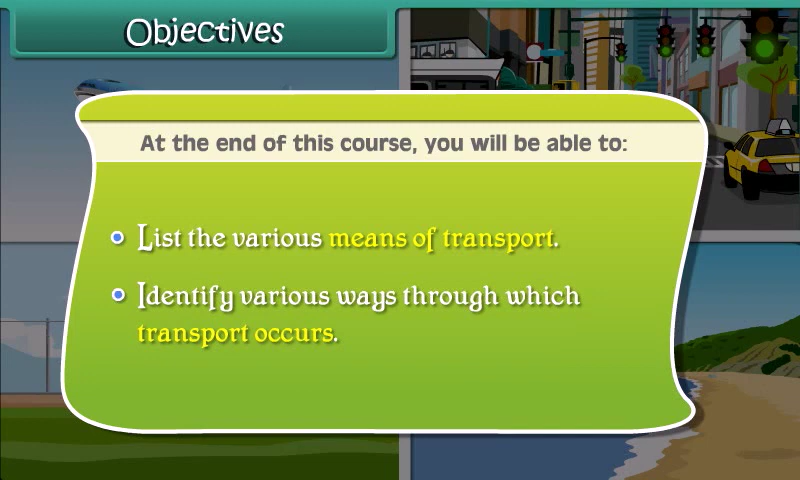 Objectives
At the end of this course, you will be able to:
List the various means of transport.
Identify various ways through which
transport occurs.